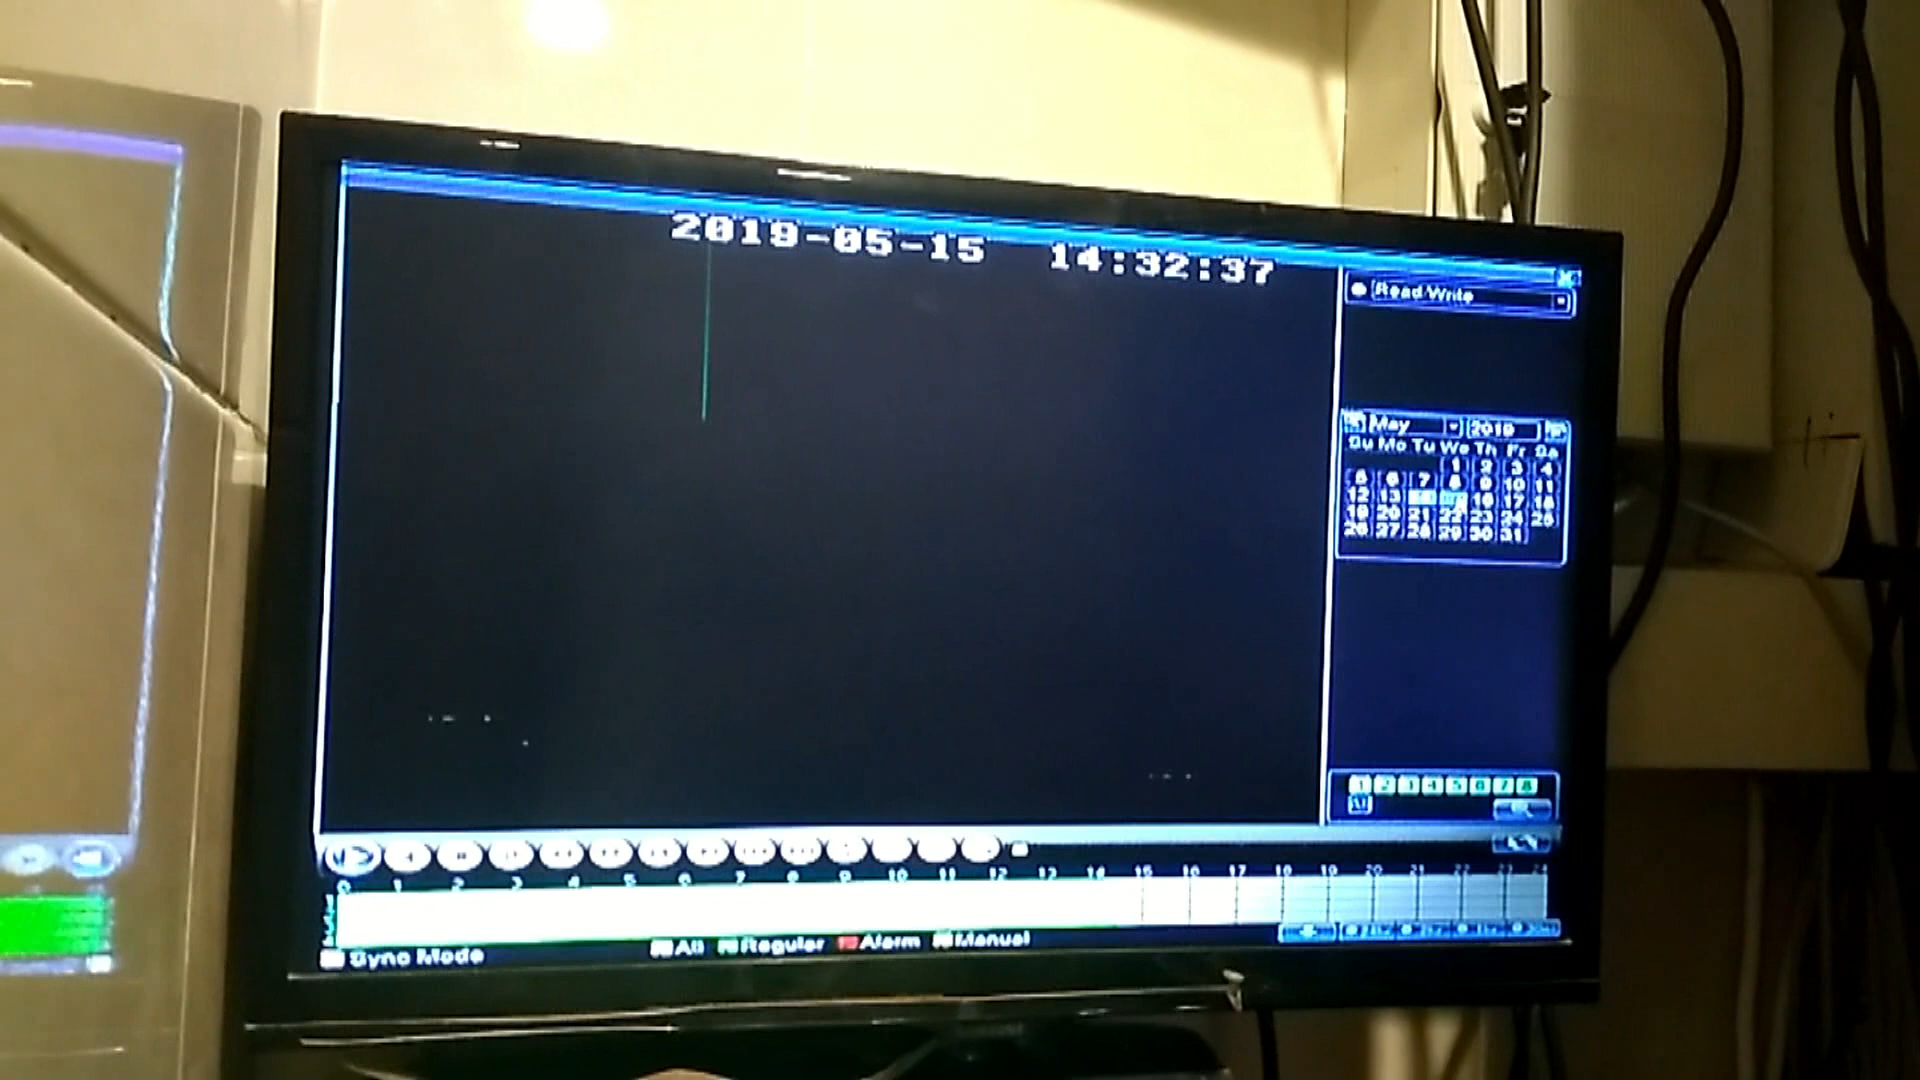 2019-05-15 14:32:37
Read/Write
May 2019
Su Mo Tu We Th Fr Sa
1 2 3 4
5 6 7 8 9 10 11
12 13 16 17 18
19 20 21 22 23 24 25
26 27 28 29 30 31
1 2 3 4 5 6 7 8
0 1 2 3 4 5 6 7 8 9 10 11 12 13 14 15 16 17 18 19 20 21 22 23 24
Sync Mode
All Regular Alarm Manual